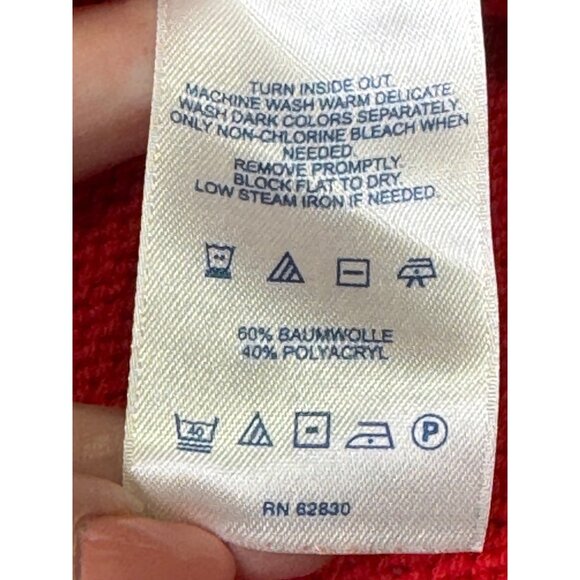 TURN INSIDE OUT.
MACHINE WASH WARM DELICATE.
WASH DARK COLORS SEPARATELY.
ONLY NON-CHLORINE BLEACH WHEN
NEEDED.
REMOVE PROMPTLY.
BLOCK FLAT TO DRY.
LOW STEAM IRON IF NEEDED.
60% BAUMWOLLE
40% POLYACRYL
40 P
RN 62830